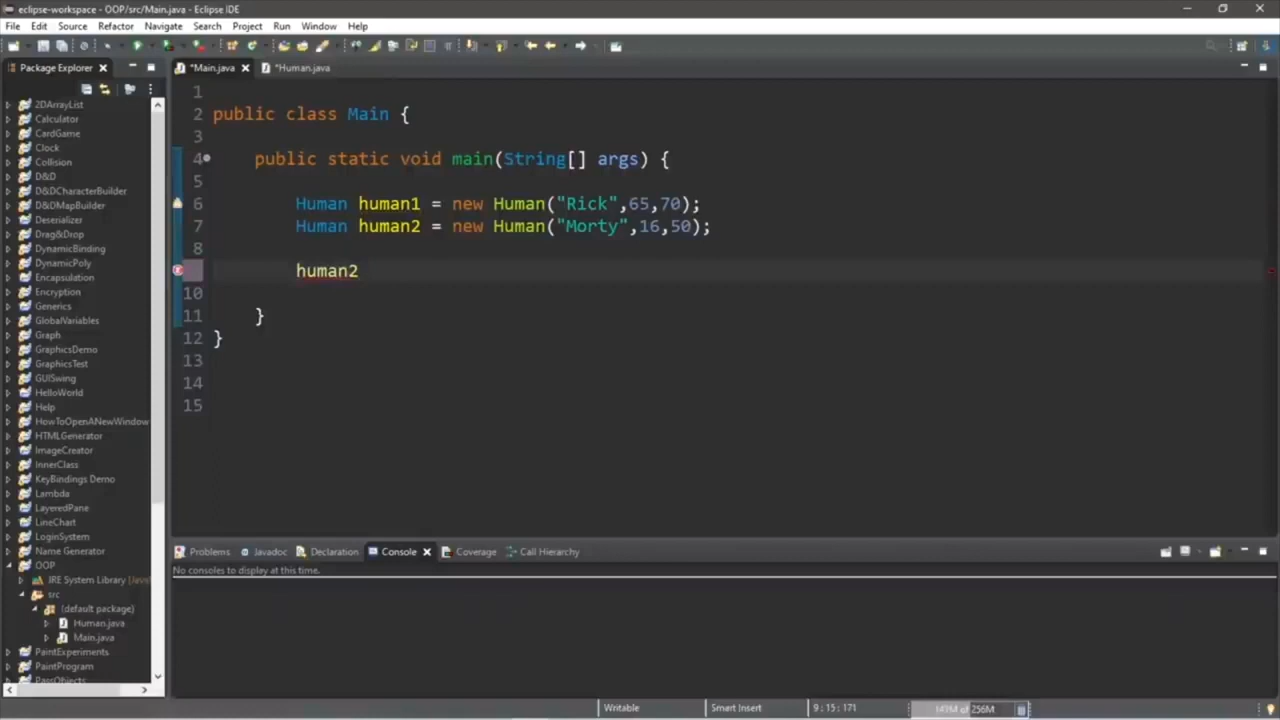 eclipse-workspace - OOP/src/Main.java - Eclipse IDE
File Edit Source Refactor Navigate Search Project Run Window Help
Package Explorer
*Main.java
*Human.java
2DArrayList
Calculator
CardGame
Clock
Collision
D&D
D&DCharacterBuilder
D&DMapBuilder
Deserializer
Drag&Drop
DynamicBinding
DynamicPoly
Encapsulation
Encryption
Generics
GlobalVariables
Graph
GraphicsDemo
GraphicsTest
GUISwing
HelloWorld
Help
HowToOpenANewWindow
HTMLGenerator
ImageCreator
InnerClass
KeyBindings Demo
Lambda
LayeredPane
LineChart
LoginSystem
Name Generator
OOP
JRE System Library
src
(default package)
Human.java
Main.java
PaintExperiments
PaintProgram
PassObjects
1
2 public class Main {
3
4 public static void main(String[] args) {
5
6 Human human1 = new Human("Rick",65,70);
7 Human human2 = new Human("Morty",16,50);
8
human2
10
11 }
12 }
13
14
15
Problems Javadoc Declaration Console Coverage Call Hierarchy
No consoles to display at this time.
Writable Smart Insert 9 : 15 : 171 141M of 256M